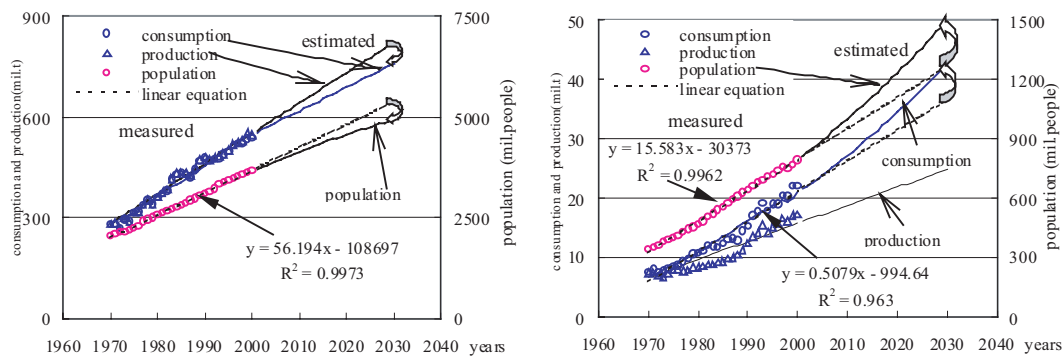 900
600
300
0
consumption and production(mil.t)
7500
5000
2500
0
population (mil.people)
consumption
production
population
linear equation
estimated
measured
population
y = 56.194x - 108697
R² = 0.9973
1960 1970 1980 1990 2000 2010 2020 2030 2040 years
50
40
30
20
10
0
consumption and production(mil.t)
1500
1200
900
600
300
0
population (mil.people)
consumption
production
population
linear equation
estimated
measured
y = 15.583x - 30373
R² = 0.9962
consumption
production
y = 0.5079x - 994.64
R² = 0.963
1960 1970 1980 1990 2000 2010 2020 2030 2040 years